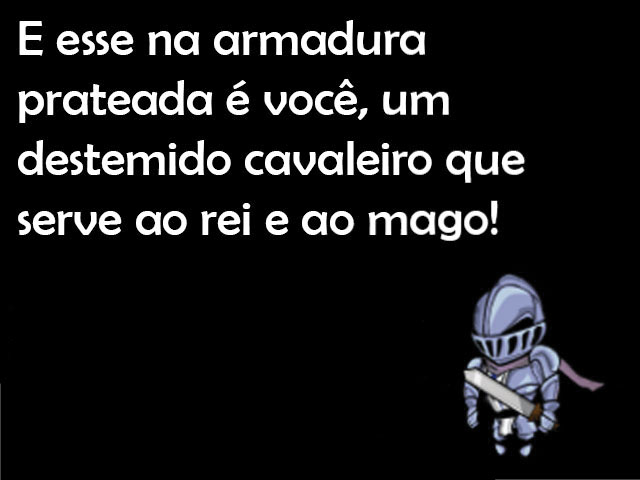 E esse na armadura
prateada é você, um
destemido cavaleiro que
serve ao rei e ao mago!